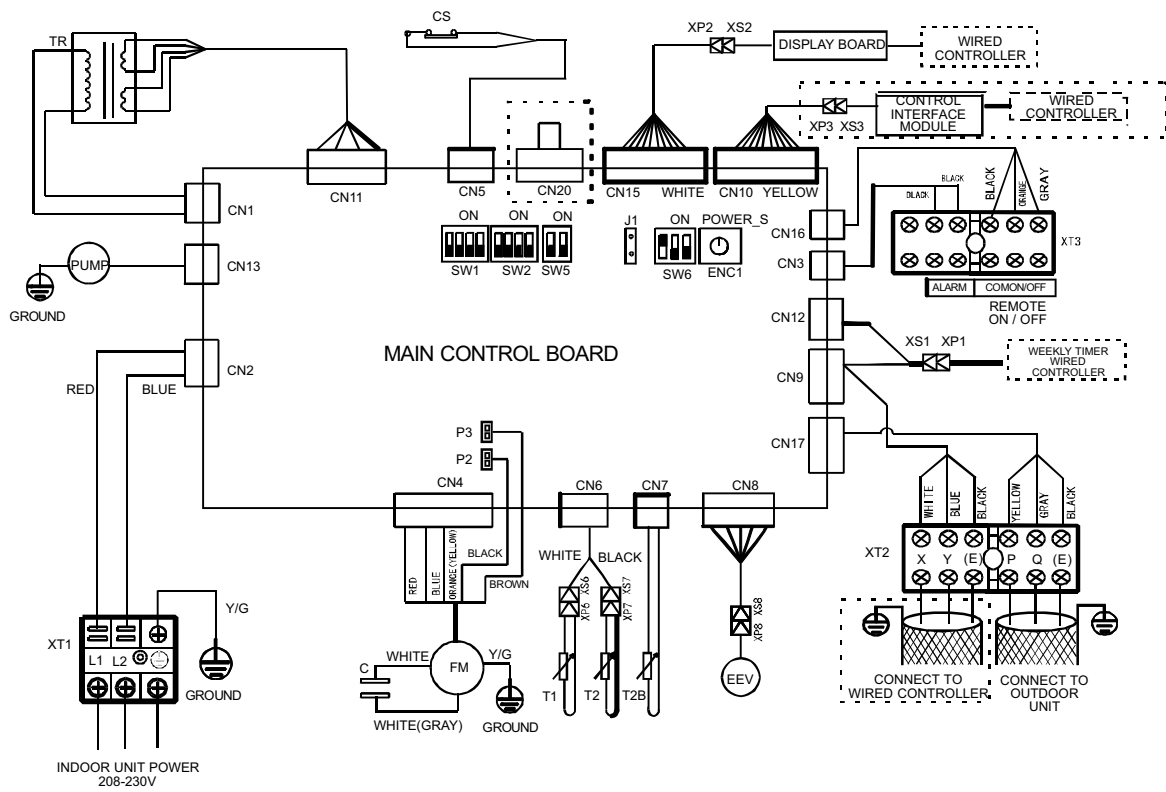 TR
CS
XP2 XS2
DISPLAY BOARD
WIRED
CONTROLLER
XP3 XS3
CONTROL
INTERFACE
MODULE
WIRED
CONTROLLER
CN11
CN5
CN20
CN15
WHITE
CN10
YELLOW
CN1
PUMP
CN13
GROUND
ON
ON
ON
SW1
SW2
SW5
J1
ON
SW6
POWER_S
ENC1
CN16
CN3
BLACK
BLACK
BLACK
ORANGE
GRAY
XT3
ALARM
COMON/OFF
REMOTE
ON / OFF
CN12
XS1 XP1
WEEKLY TIMER
WIRED
CONTROLLER
CN9
CN17
MAIN CONTROL BOARD
CN2
RED
BLUE
P3
P2
CN4
CN6
CN7
CN8
RED
BLUE
ORANGE(YELLOW)
BLACK
BROWN
WHITE
BLACK
XP6 XS6
XP7 XS7
XP8 XS8
WHITE
BLUE
BLACK
YELLOW
GRAY
BLACK
XT2
X Y (E) P Q (E)
CONNECT TO
WIRED CONTROLLER
CONNECT TO
OUTDOOR
UNIT
XT1
L1 L2
Y/G
GROUND
INDOOR UNIT POWER
208-230V
C
WHITE
FM
Y/G
WHITE(GRAY)
GROUND
T1
T2
T2B
EEV